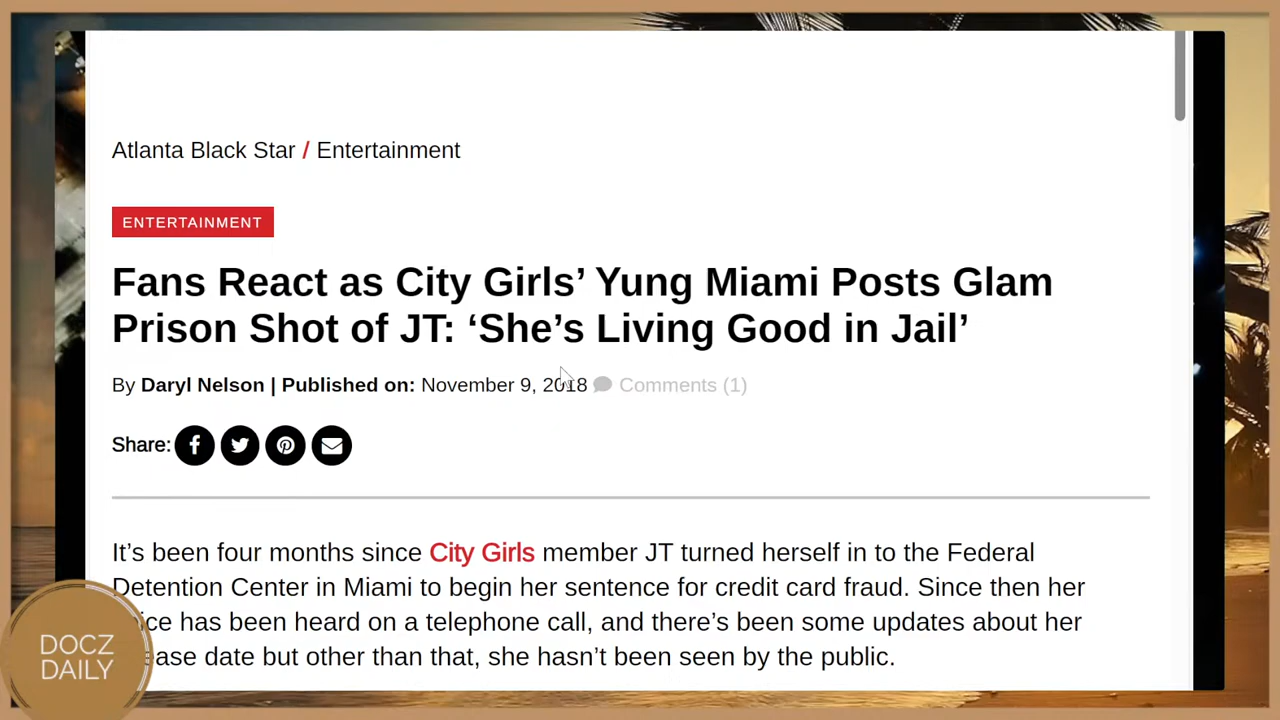 Atlanta Black Star / Entertainment
ENTERTAINMENT
Fans React as City Girls’ Yung Miami Posts Glam
Prison Shot of JT: ‘She’s Living Good in Jail’
By Daryl Nelson | Published on: November 9, 2018 Comments (1)
Share:
It’s been four months since City Girls member JT turned herself in to the Federal
Detention Center in Miami to begin her sentence for credit card fraud. Since then her
has been heard on a telephone call, and there’s been some updates about her
date but other than that, she hasn’t been seen by the public.
DOCZ
DAILY